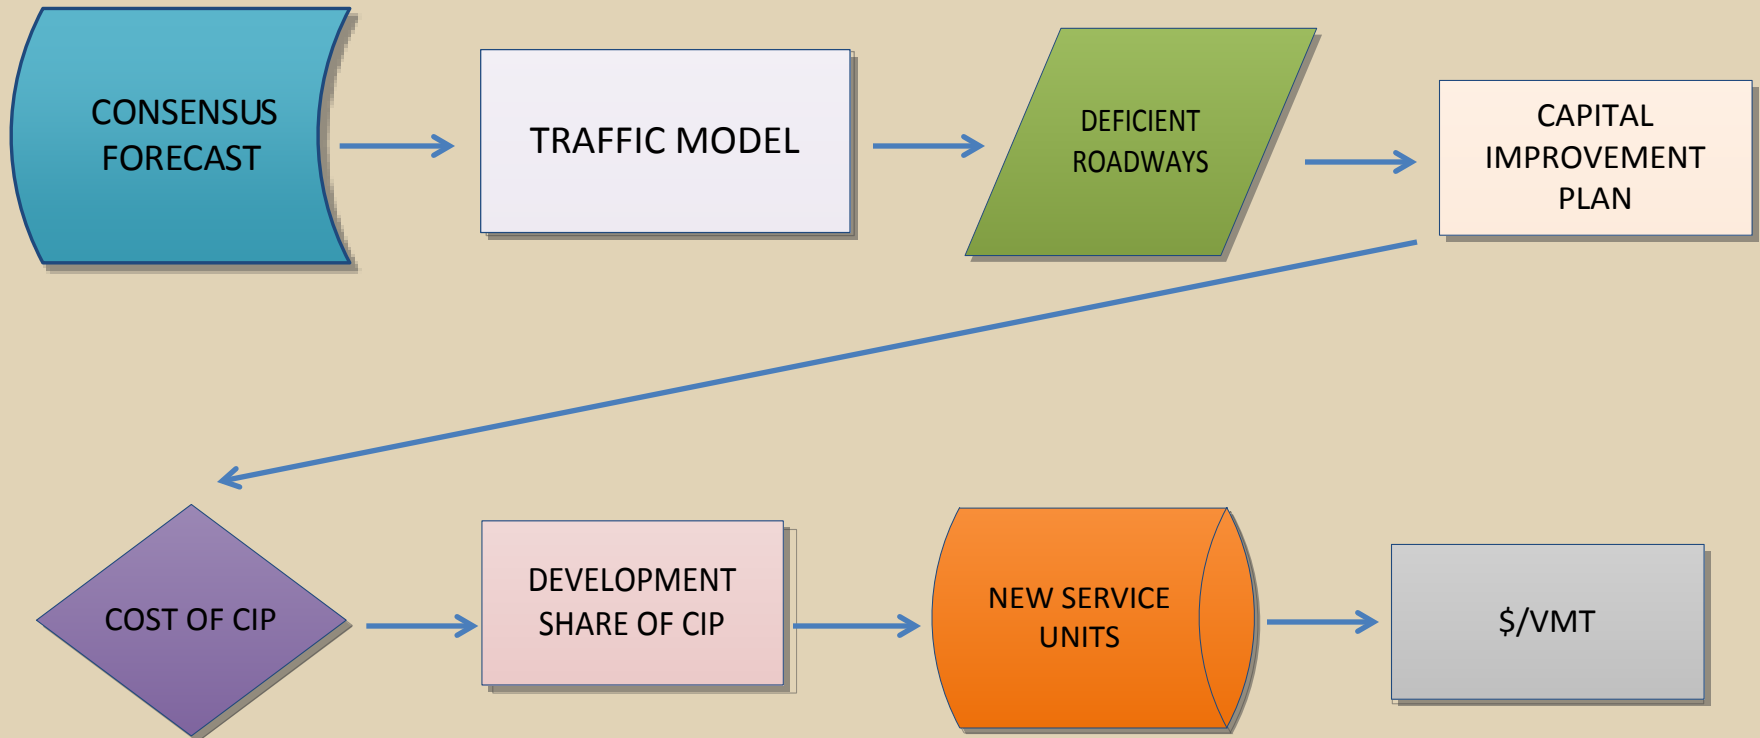 CONSENSUS
FORECAST
TRAFFIC MODEL
DEFICIENT
ROADWAYS
CAPITAL
IMPROVEMENT
PLAN
COST OF CIP
DEVELOPMENT
SHARE OF CIP
NEW SERVICE
UNITS
$/VMT